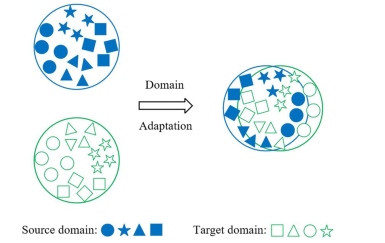 Domain
Adaptation
Source domain:
Target domain: